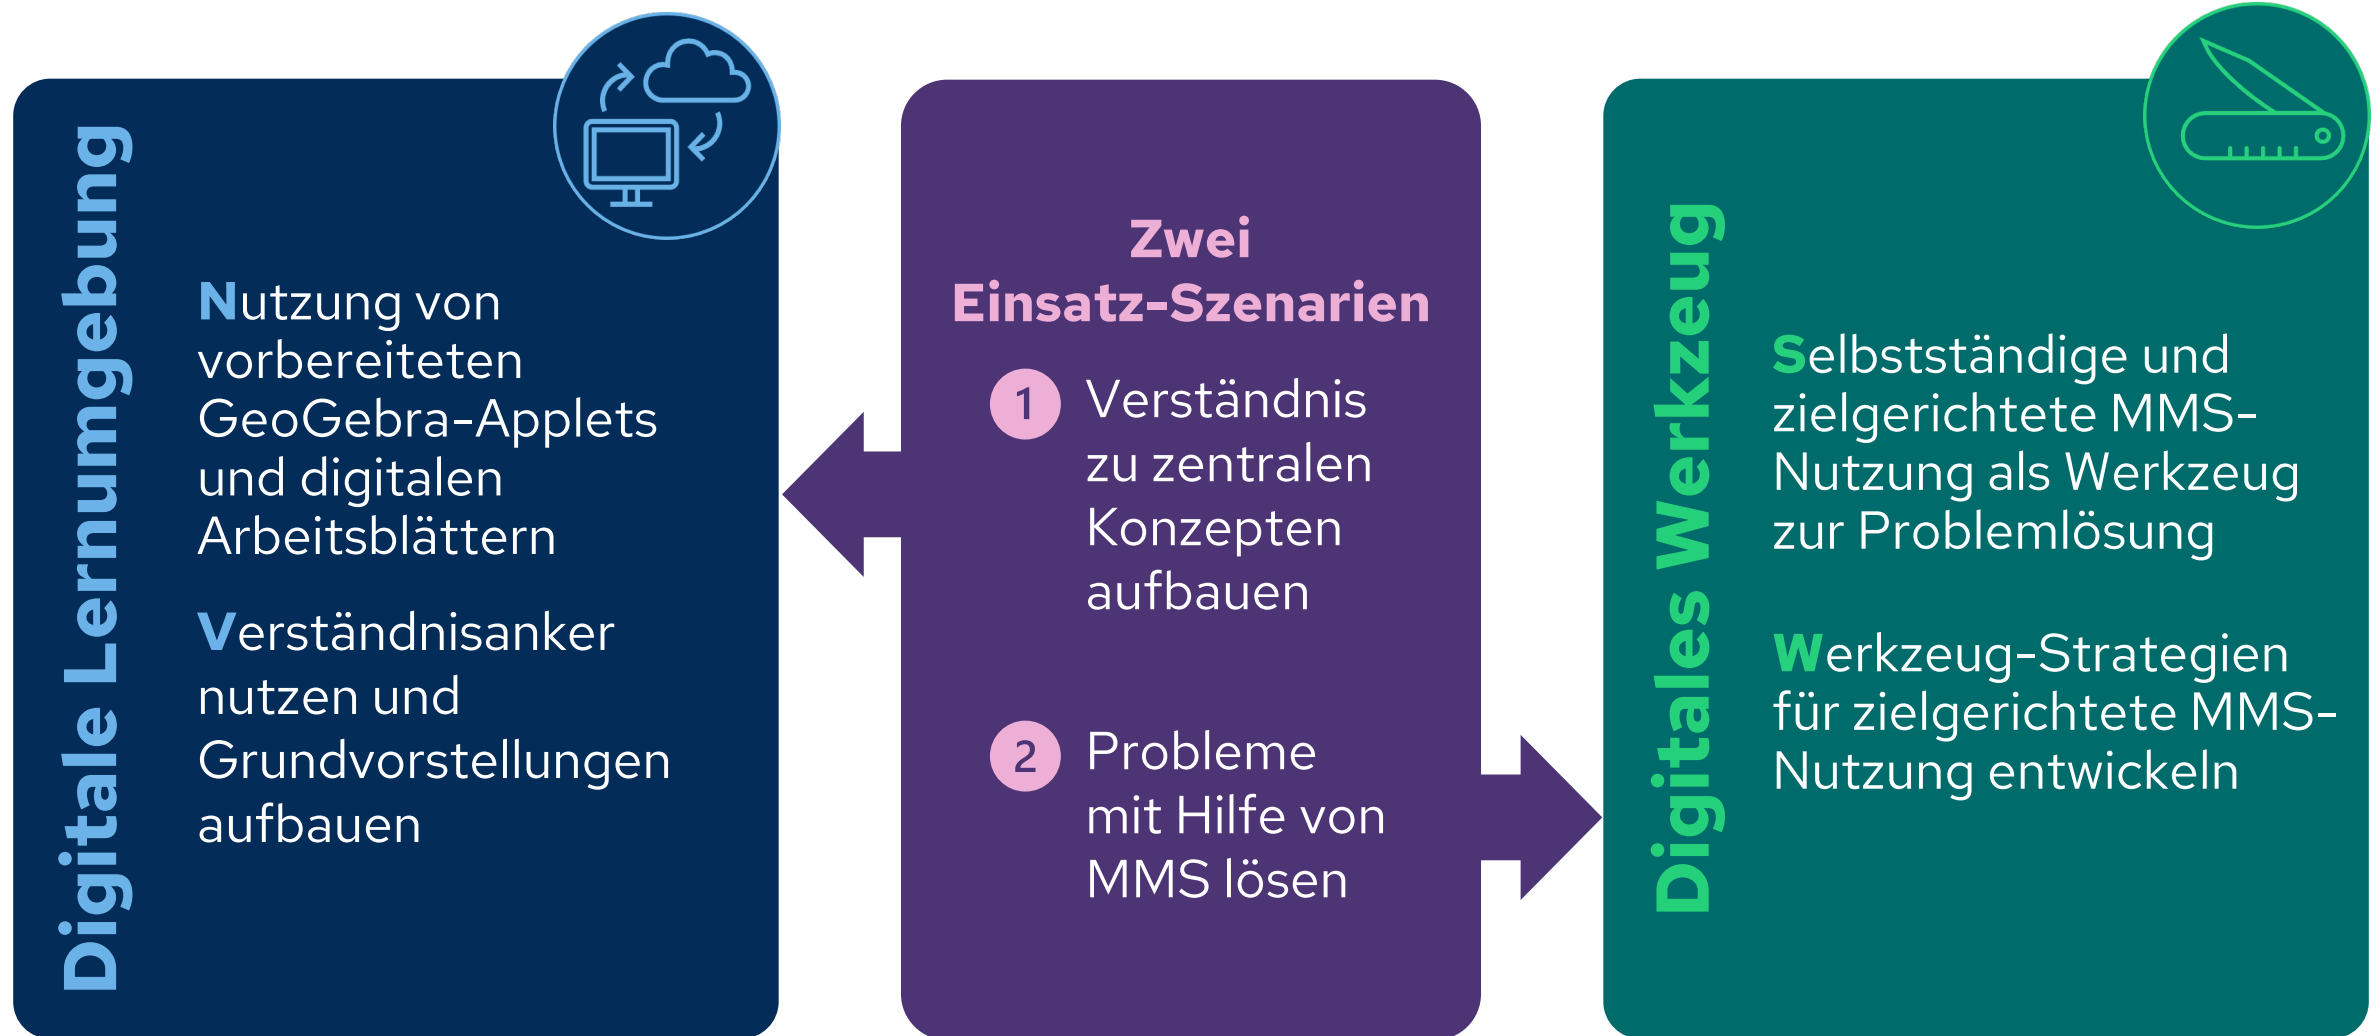 Digitale Lernumgebung
Nutzung von
vorbereiteten
GeoGebra-Applets
und digitalen
Arbeitsblättern
Verständnisanker
nutzen und
Grundvorstellungen
aufbauen
Zwei
Einsatz-Szenarien
1 Verständnis
zu zentralen
Konzepten
aufbauen
2 Probleme
mit Hilfe von
MMS lösen
Digitales Werkzeug
Selbstständige und
zielgerichtete MMS-
Nutzung als Werkzeug
zur Problemlösung
Werkzeug-Strategien
für zielgerichtete MMS-
Nutzung entwickeln